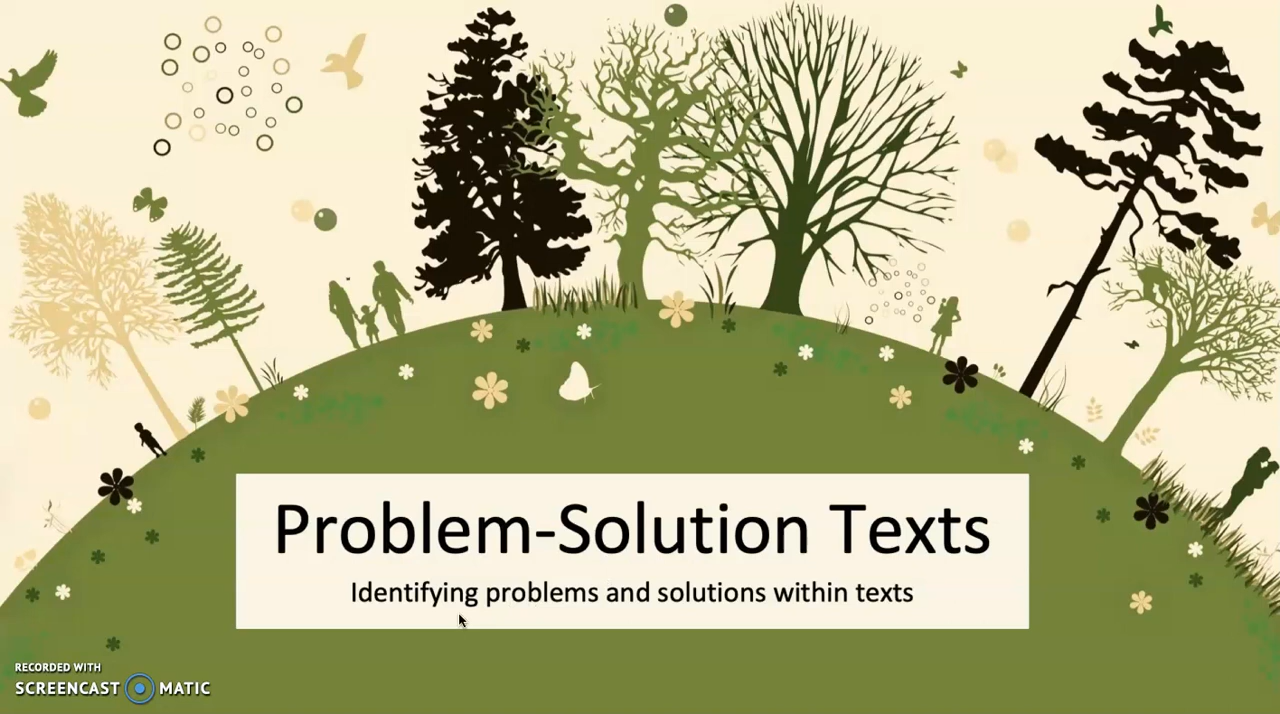 Problem-Solution Texts
Identifying problems and solutions within texts
RECORDED WITH
SCREENCAST MATIC